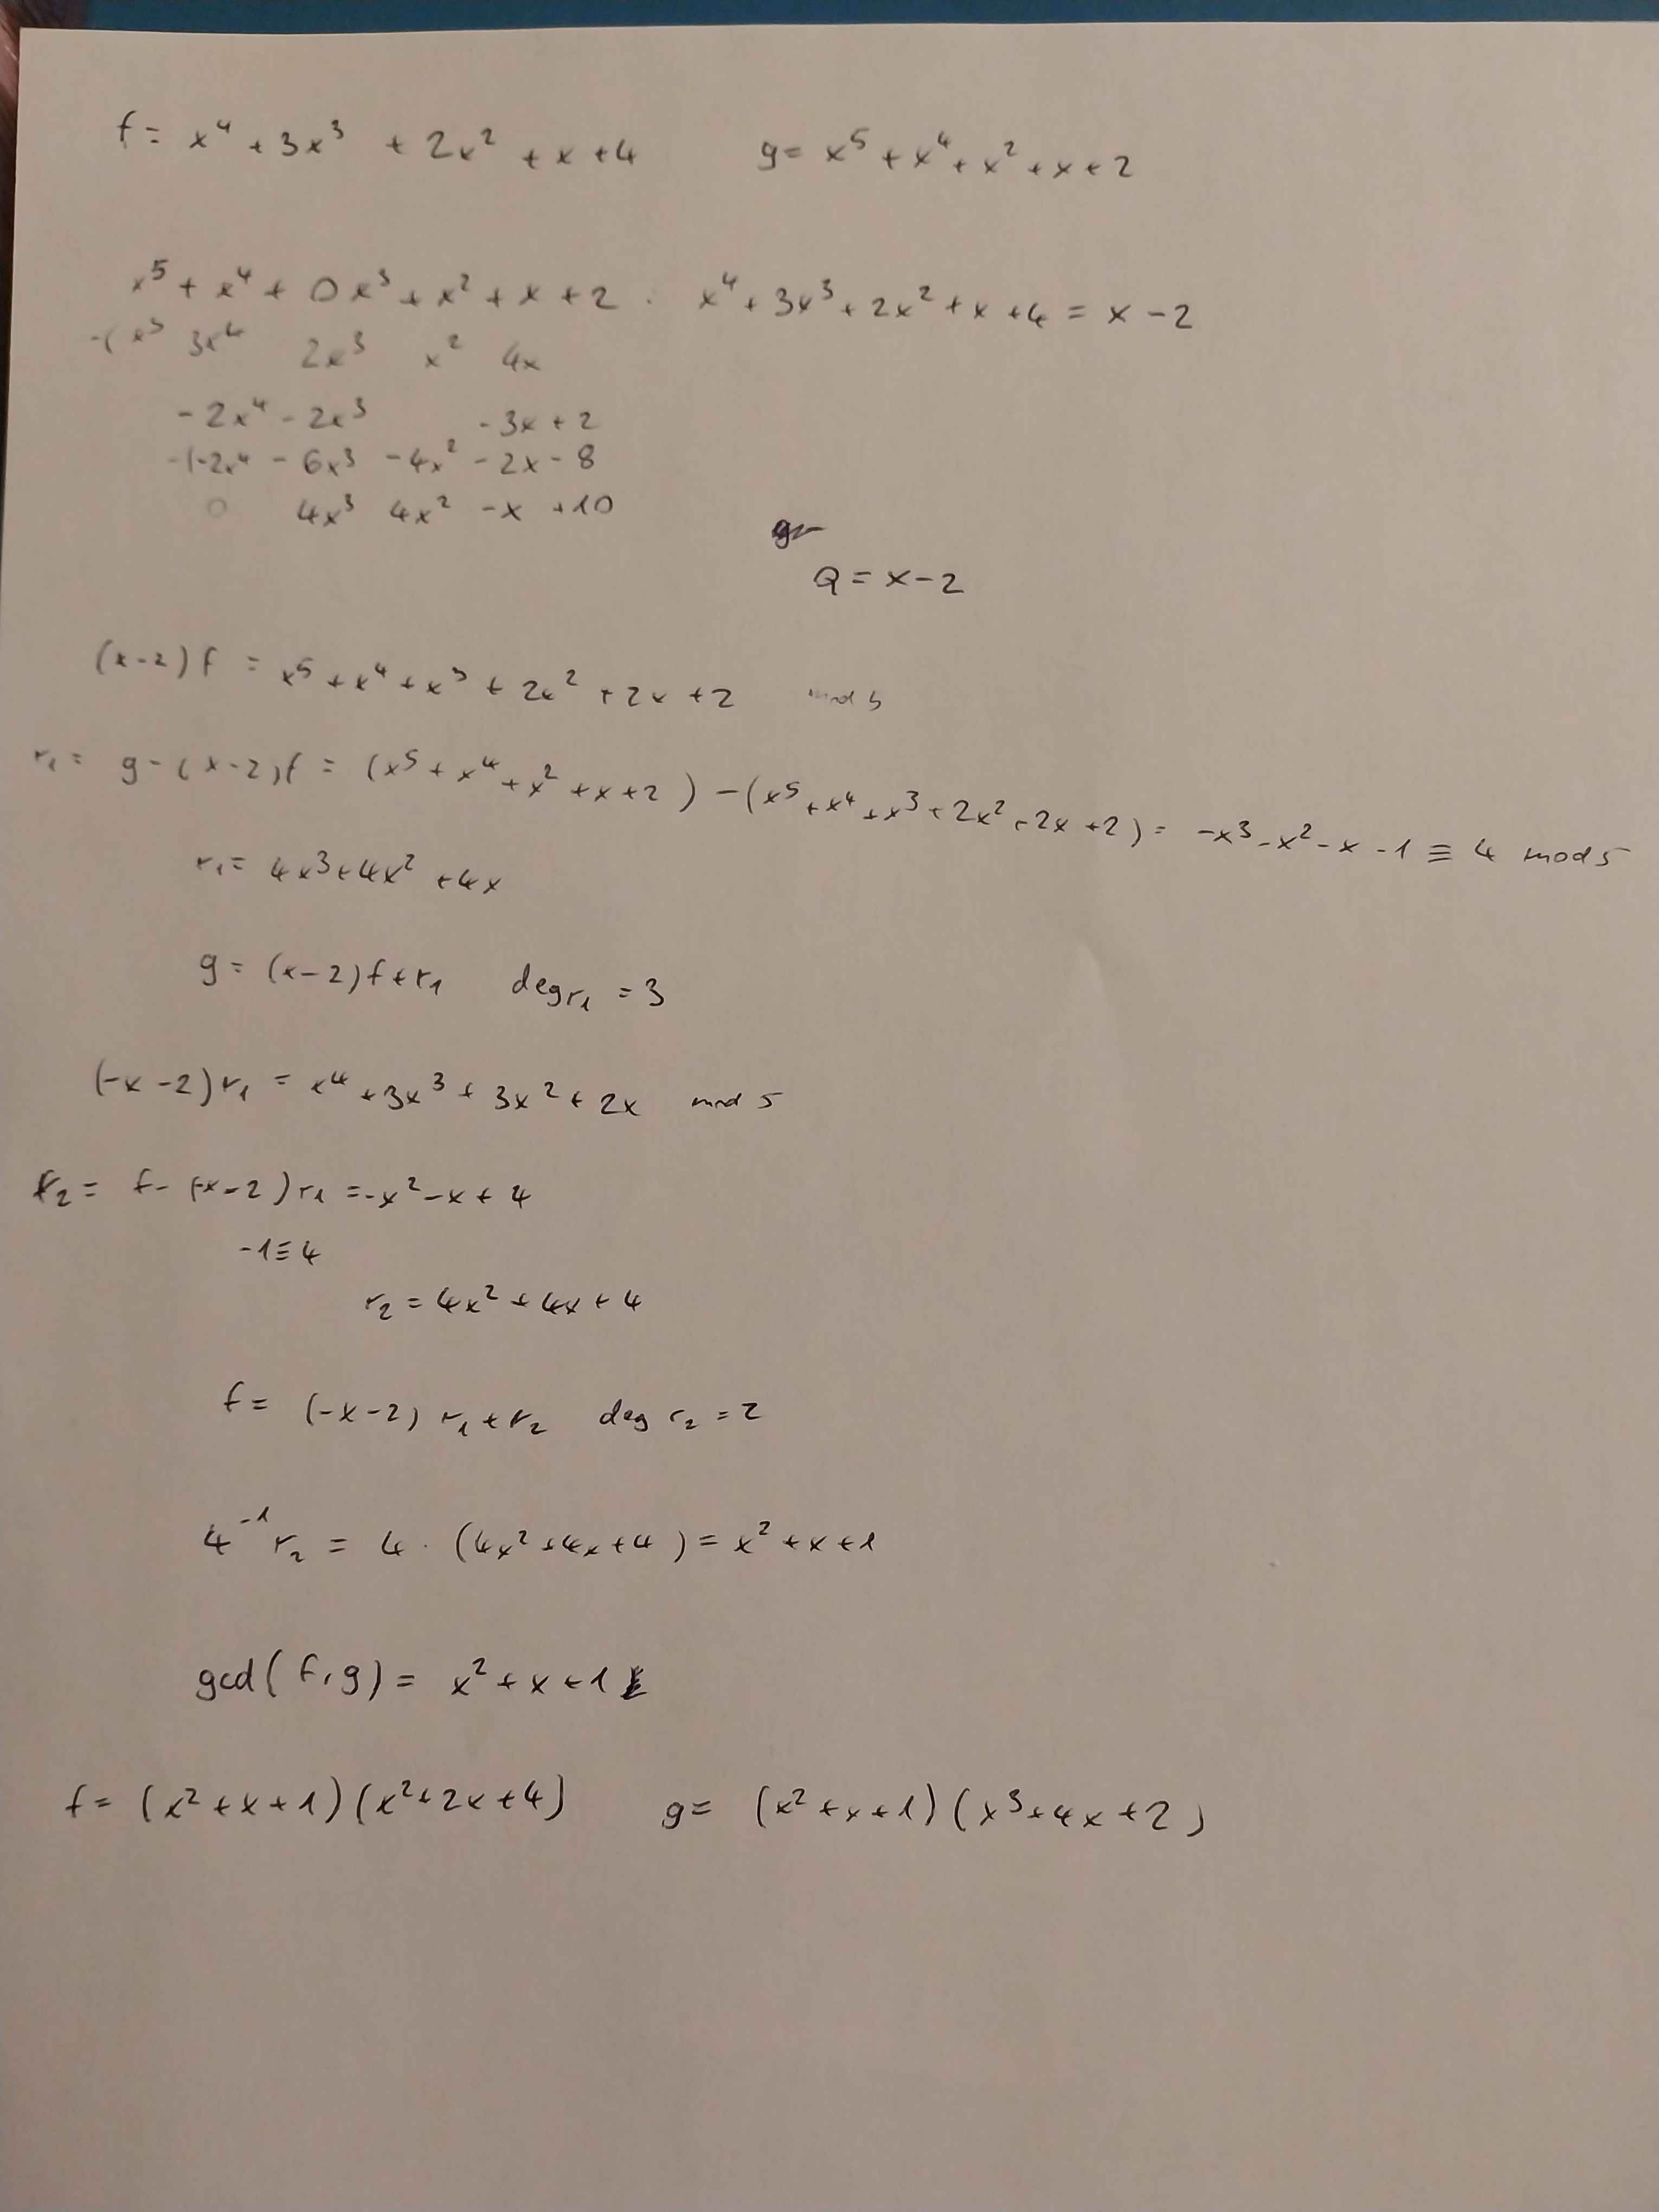 f = x⁴ + 3x³ + 2x² + x + 4 g = x⁵ + x⁴ + x² + x + 2
x⁵ + x⁴ + 0x³ + x² + x + 2 : x⁴ + 3x³ + 2x² + x + 4 = x - 2
-( x⁵ 3x⁴ 2x³ x² 4x
- 2x⁴ - 2x³ - 3x + 2
-(-2x⁴ - 6x³ - 4x² - 2x - 8
0 4x³ 4x² - x + 10
Q = x - 2
(x-2) f = x⁵ + x⁴ + x³ + 2x² + 2x + 2 mod 5
r₁ = g - (x-2)f = (x⁵ + x⁴ + x² + x + 2) - (x⁵ + x⁴ + x³ + 2x² + 2x + 2) = -x³ - x² - x - 1 ≡ 4 mod 5
r₁ = 4x³ + 4x² + 4x
g = (x-2)f + r₁ deg r₁ = 3
(-x-2) r₁ = x⁴ + 3x³ + 3x² + 2x mod 5
r₂ = f - (-x-2) r₁ = -x² - x + 4
-1 ≡ 4
r₂ = 4x² + 4x + 4
f = (-x-2) r₁ + r₂ deg r₂ = 2
4⁻¹ r₂ = 4 · (4x² + 4x + 4) = x² + x + 1
gcd(f,g) = x² + x + 1
f = (x² + x + 1)(x² + 2x + 4) g = (x² + x + 1)(x³ + 4x + 2)